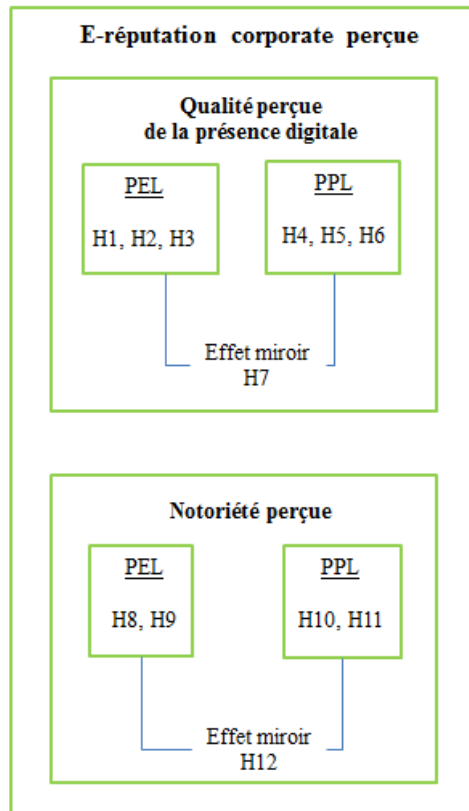 E-réputation corporate perçue
Qualité perçue
de la présence digitale
PEL
H1, H2, H3
PPL
H4, H5, H6
Effet miroir
H7
Notoriété perçue
PEL
H8, H9
PPL
H10, H11
Effet miroir
H12